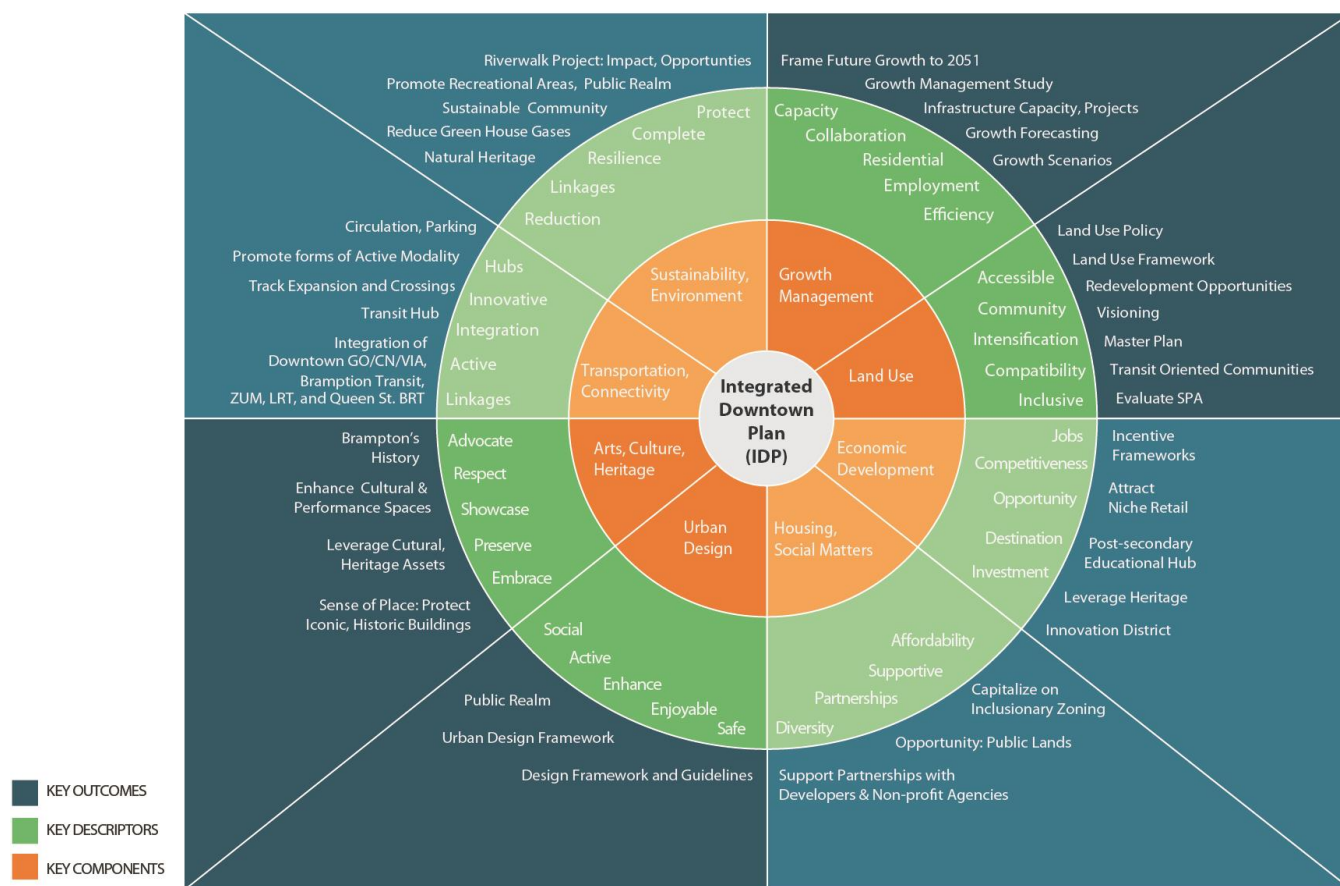 Riverwalk Project: Impact, Opportunties
Promote Recreational Areas, Public Realm
Sustainable Community
Reduce Green House Gases
Natural Heritage
Protect
Complete
Resilience
Linkages
Reduction
Sustainability,
Environment
Frame Future Growth to 2051
Growth Management Study
Infrastructure Capacity, Projects
Growth Forecasting
Growth Scenarios
Capacity
Collaboration
Residential
Employment
Efficiency
Growth
Management
Land Use Policy
Land Use Framework
Redevelopment Opportunities
Visioning
Master Plan
Transit Oriented Communities
Evaluate SPA
Accessible
Community
Intensification
Compatibility
Inclusive
Land Use
Circulation, Parking
Promote forms of Active Modality
Track Expansion and Crossings
Transit Hub
Integration of
Downtown GO/CN/VIA,
Bramption Transit,
ZUM, LRT, and Queen St. BRT
Hubs
Innovative
Integration
Active
Linkages
Transportation,
Connectivity
Integrated
Downtown
Plan
(IDP)
Brampton's
History
Enhance Cultural &
Performance Spaces
Leverage Cutural,
Heritage Assets
Sense of Place: Protect
Iconic, Historic Buildings
Advocate
Respect
Showcase
Preserve
Embrace
Arts, Culture,
Heritage
Economic
Development
Jobs
Competitiveness
Opportunity
Destination
Investment
Incentive
Frameworks
Attract
Niche Retail
Post-secondary
Educational Hub
Leverage Heritage
Innovation District
Urban
Design
Social
Active
Enhance
Enjoyable
Safe
Public Realm
Urban Design Framework
Design Framework and Guidelines
Housing,
Social Matters
Affordability
Supportive
Partnerships
Diversity
Capitalize on
Inclusionary Zoning
Opportunity: Public Lands
Support Partnerships with
Developers & Non-profit Agencies
KEY OUTCOMES
KEY DESCRIPTORS
KEY COMPONENTS